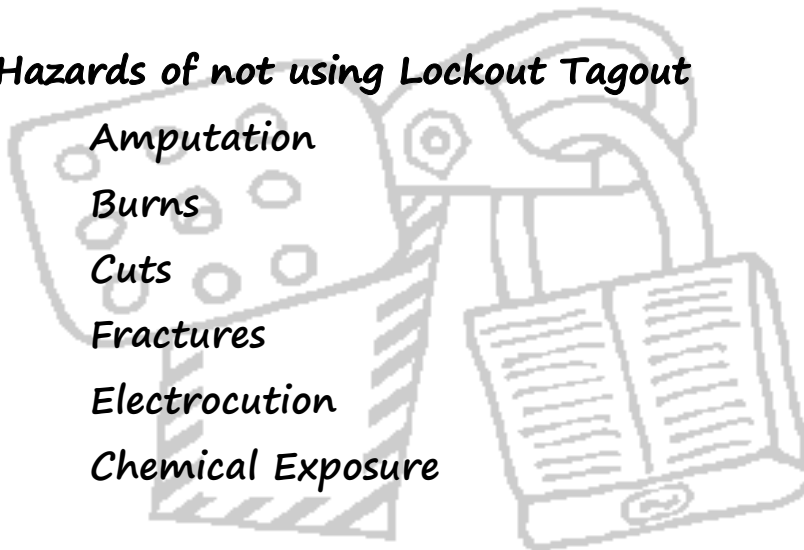 Hazards of not using Lockout Tagout
Amputation
Burns
Cuts
Fractures
Electrocution
Chemical Exposure